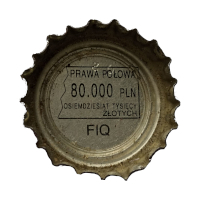 PRAWA POŁOWA
80.000 PLN
OSIEMDZIESIĄT TYSIĘCY
ZŁOTYCH
FIQ